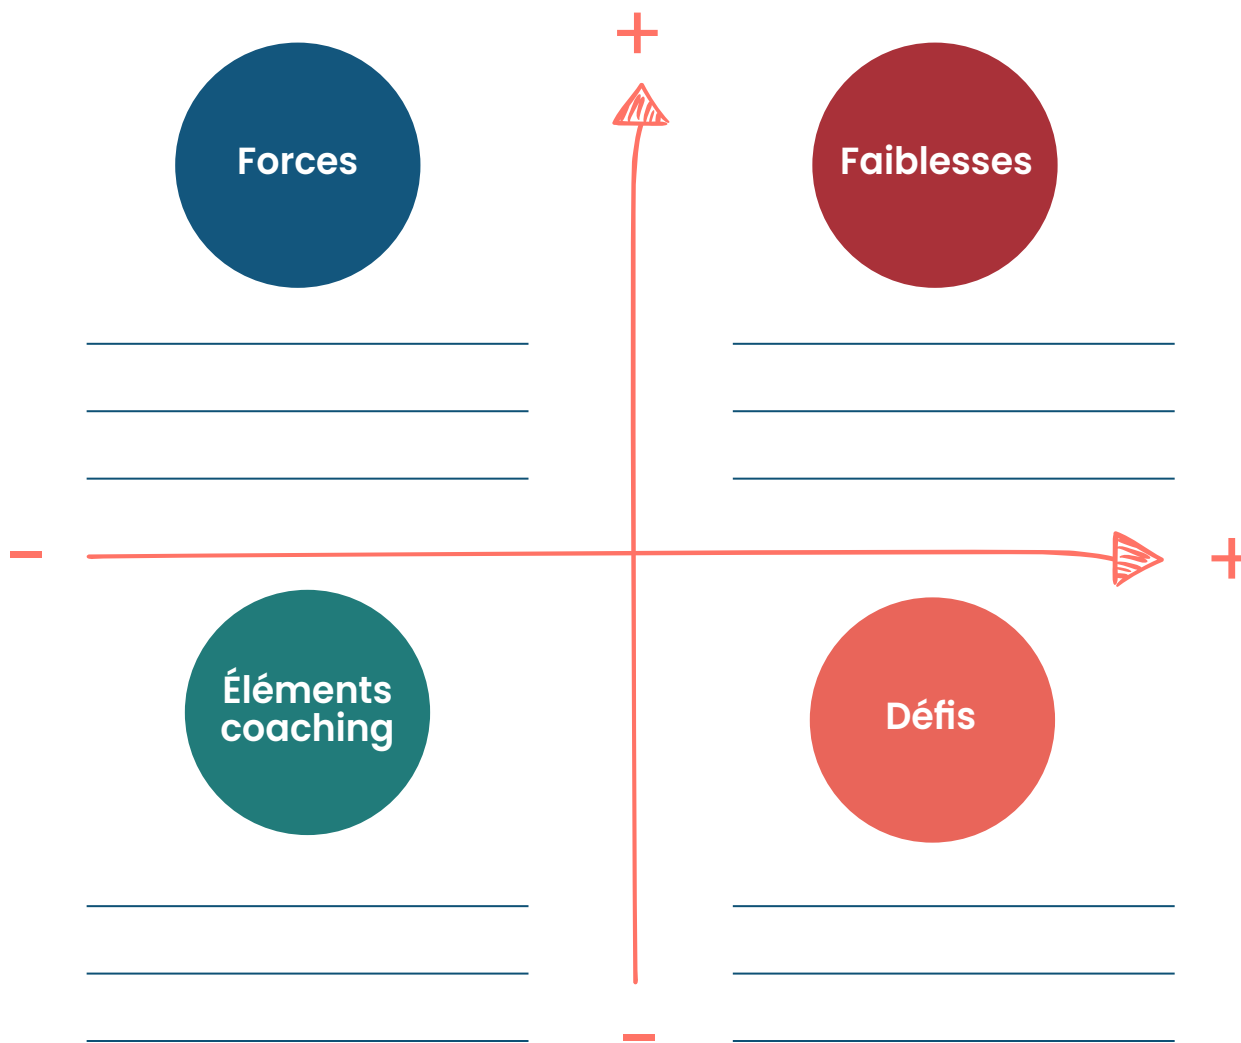 +
Forces
Faiblesses
−
+
Éléments
coaching
Défis
−